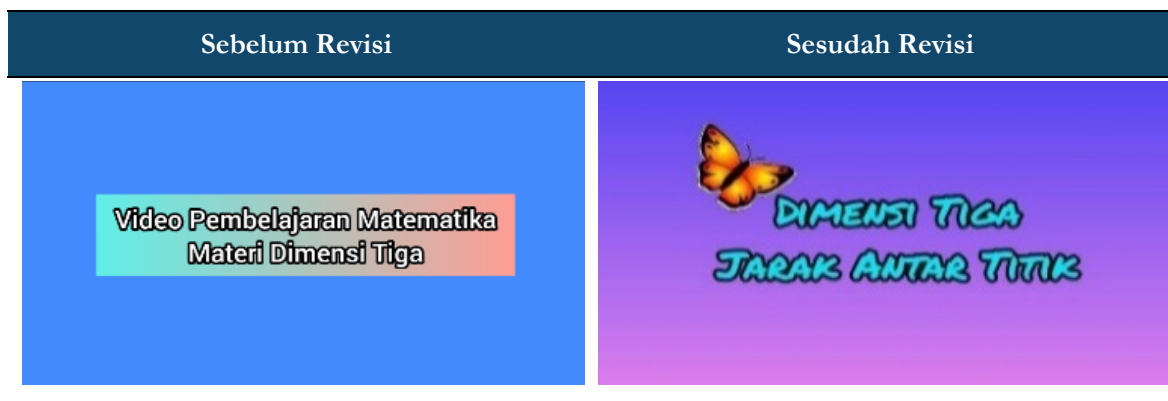 Sebelum Revisi
Sesudah Revisi
Video Pembelajaran Matematika
Materi Dimensi Tiga
DIMENSI TIGA
JARAK ANTAR TITIK